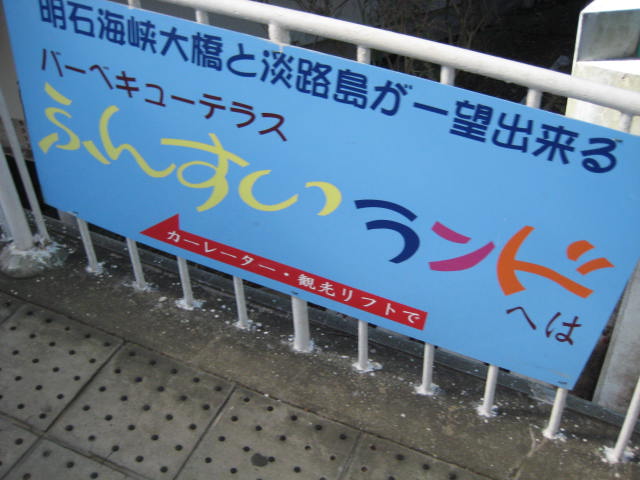 明石海峡大橋と淡路島が一望出来る
バーベキューテラス
ふんすいランド
へは
カーレーター・観光リフトで